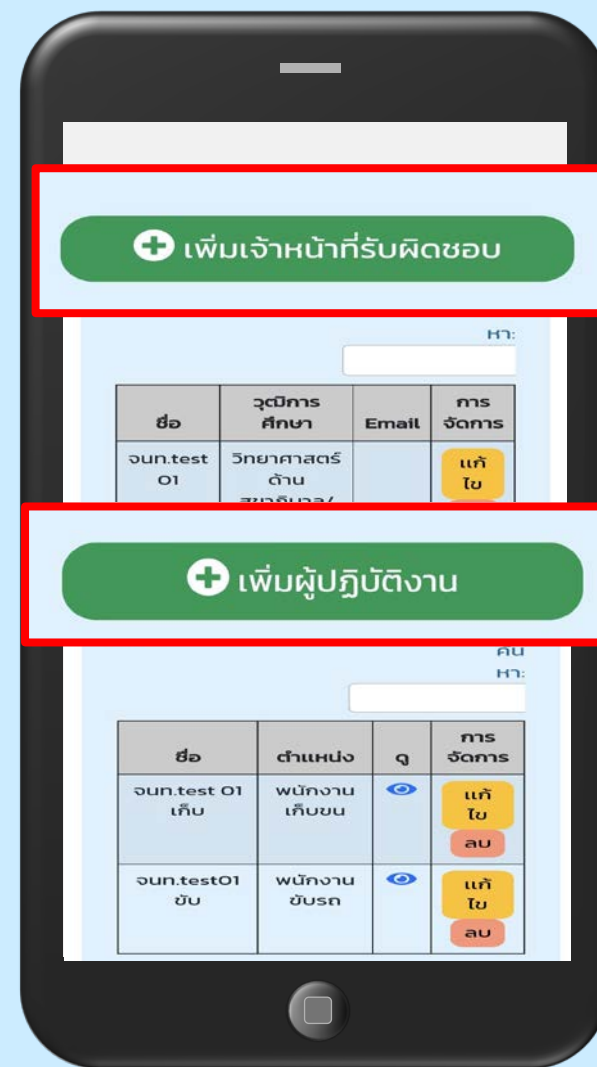 เพิ่มเจ้าหน้าที่รับผิดชอบ
หา:
ชื่อ วุฒิการศึกษา Email การจัดการ
จนท.test 01 วิทยาศาสตร์ด้าน แก้ไข
เพิ่มผู้ปฏิบัติงาน
หา:
ชื่อ ตำแหน่ง ดู การจัดการ
จนท.test 01 เก็บ พนักงานเก็บขน แก้ไข
ลบ
จนท.test01 ขับ พนักงานขับรถ แก้ไข
ลบ